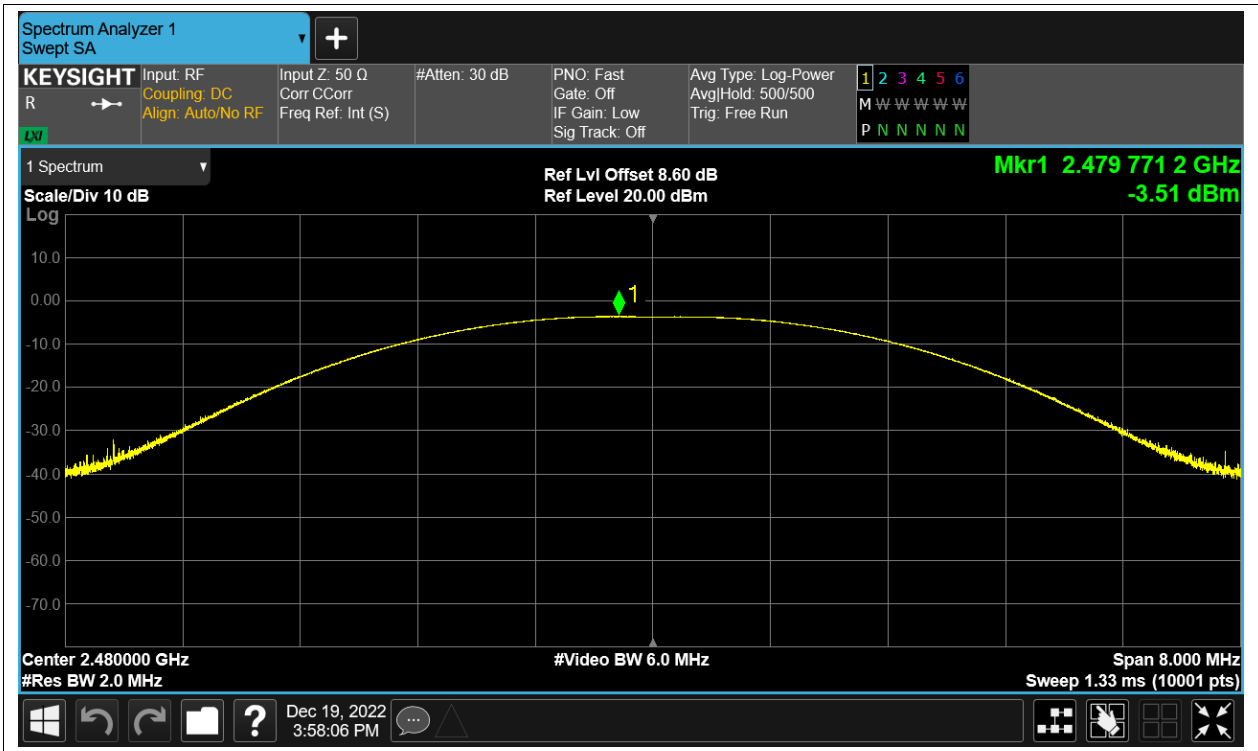 Spectrum Analyzer 1
Swept SA
KEYSIGHT
R
LXI
Input: RF
Coupling: DC
Align: Auto/No RF
Input Z: 50 Ω
Corr CCorr
Freq Ref: Int (S)
#Atten: 30 dB
PNO: Fast
Gate: Off
IF Gain: Low
Sig Track: Off
Avg Type: Log-Power
Avg|Hold: 500/500
Trig: Free Run
1 2 3 4 5 6
M W W W W W
P N N N N N
1 Spectrum
Scale/Div 10 dB
Log
Ref Lvl Offset 8.60 dB
Ref Level 20.00 dBm
Mkr1 2.479 771 2 GHz
-3.51 dBm
10.0
0.00
-10.0
-20.0
-30.0
-40.0
-50.0
-60.0
-70.0
1
Center 2.480000 GHz
#Res BW 2.0 MHz
#Video BW 6.0 MHz
Span 8.000 MHz
Sweep 1.33 ms (10001 pts)
?
Dec 19, 2022
3:58:06 PM